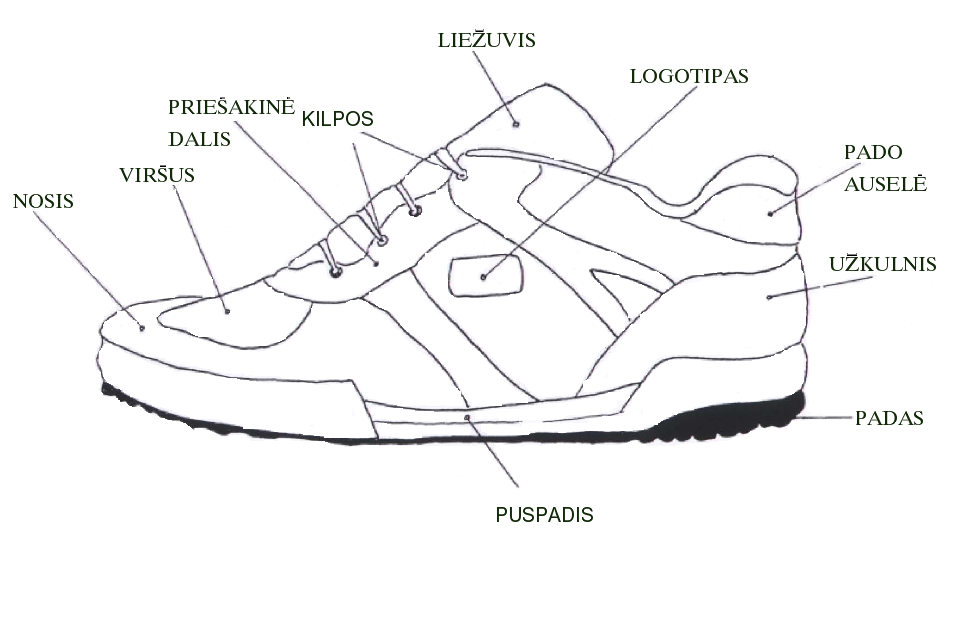 LIEŽUVIS
LOGOTIPAS
PRIEŠAKINĖ
DALIS
KILPOS
VIRŠUS
NOSIS
PADO
AUSELĖ
UŽKULNIS
PADAS
PUSPADIS